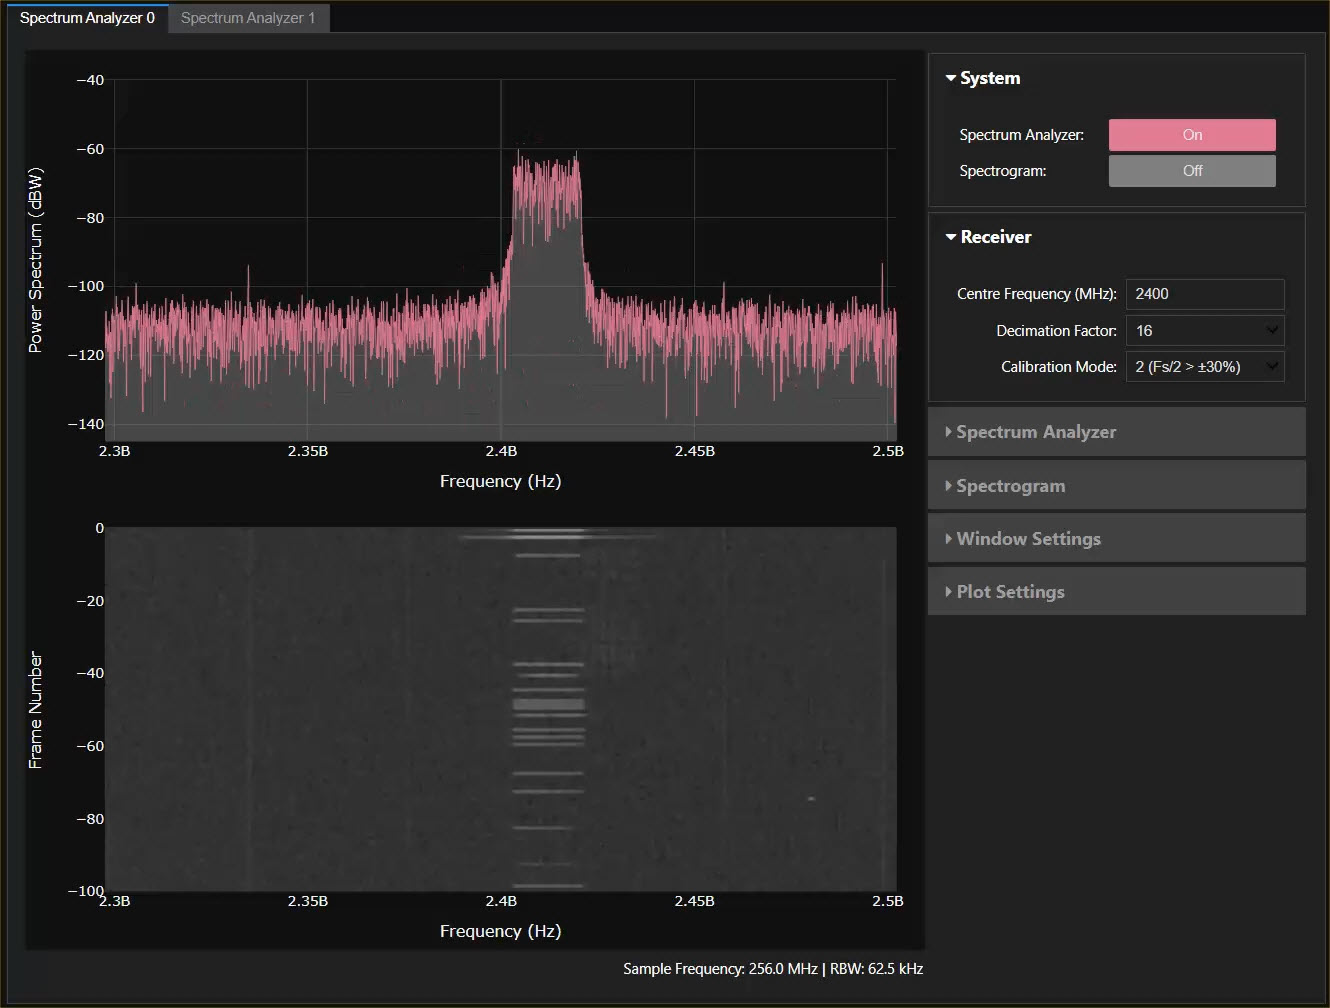 Spectrum Analyzer 0
Spectrum Analyzer 1
−40
−60
−80
−100
−120
−140
Power Spectrum (dBW)
2.3B
2.35B
2.4B
2.45B
2.5B
Frequency (Hz)
0
−20
−40
−60
−80
−100
Frame Number
2.3B
2.35B
2.4B
2.45B
2.5B
Frequency (Hz)
Sample Frequency: 256.0 MHz | RBW: 62.5 kHz
System
Spectrum Analyzer: On
Spectrogram: Off
Receiver
Centre Frequency (MHz): 2400
Decimation Factor: 16
Calibration Mode: 2 (Fs/2 > ±30%)
Spectrum Analyzer
Spectrogram
Window Settings
Plot Settings